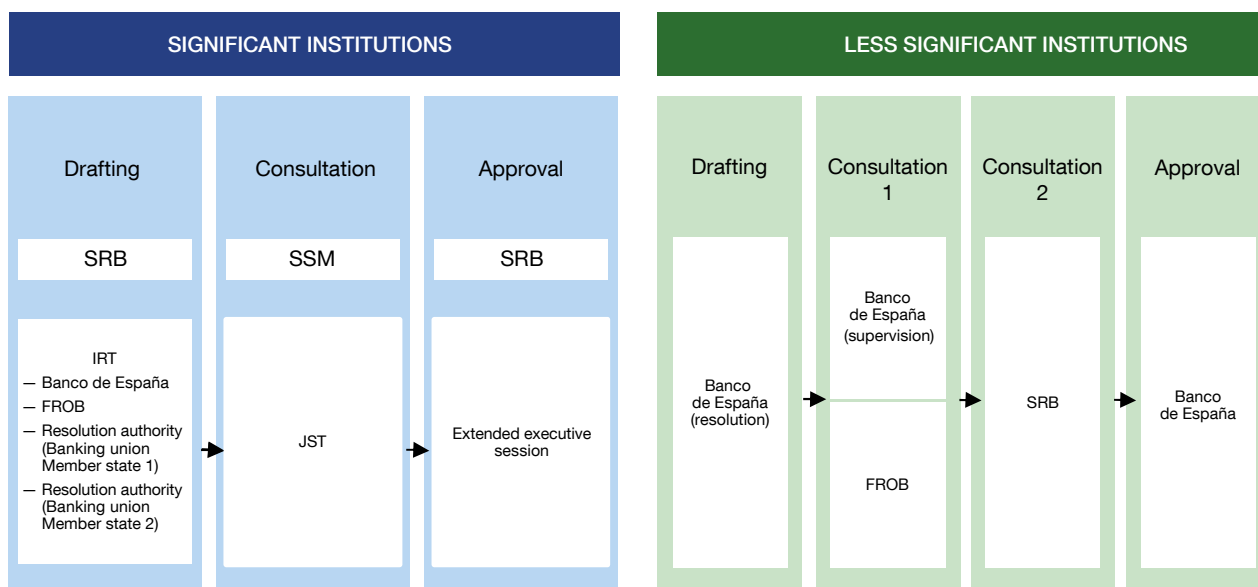 SIGNIFICANT INSTITUTIONS
Drafting
SRB
IRT
— Banco de España
— FROB
— Resolution authority
(Banking union
Member state 1)
— Resolution authority
(Banking union
Member state 2)
Consultation
SSM
JST
Approval
SRB
Extended executive
session
LESS SIGNIFICANT INSTITUTIONS
Drafting
Banco
de España
(resolution)
Consultation
1
Banco
de España
(supervision)
FROB
Consultation
2
SRB
Approval
Banco
de España